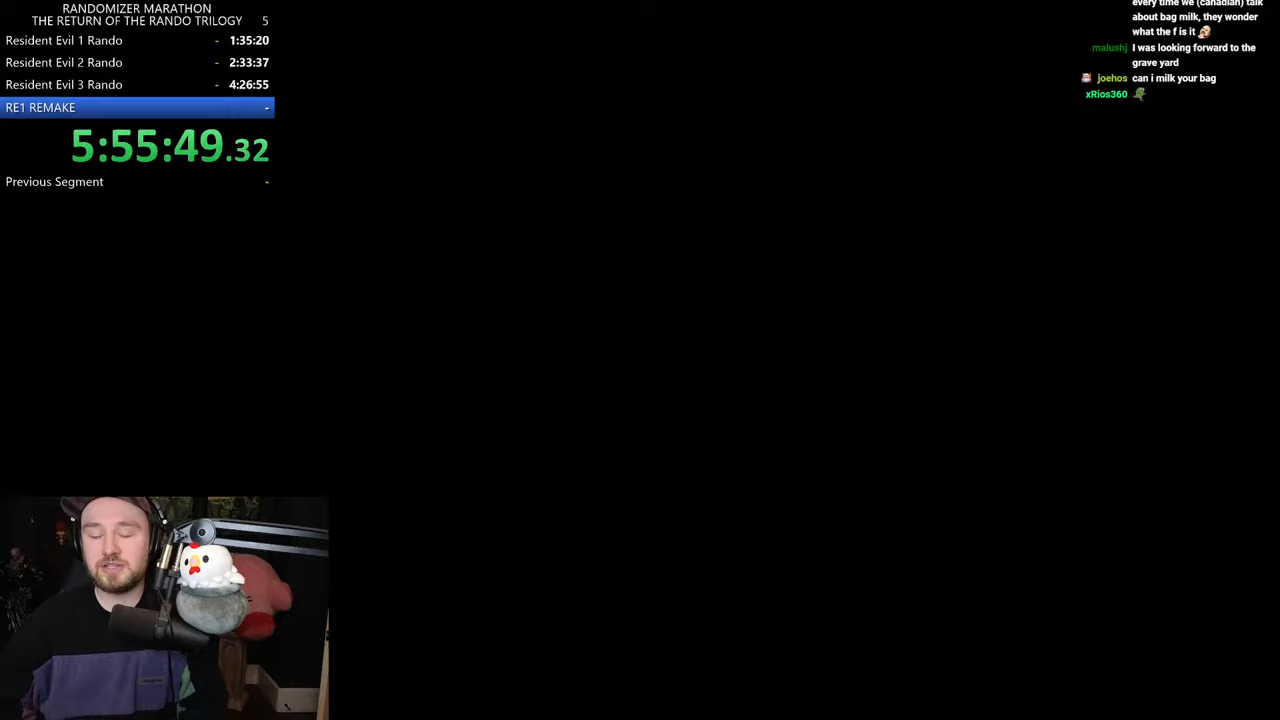 RANDOMIZER MARATHON
THE RETURN OF THE RANDO TRILOGY 5
Resident Evil 1 Rando - 1:35:20
Resident Evil 2 Rando - 2:33:37
Resident Evil 3 Rando - 4:26:55
RE1 REMAKE -
5:55:49.32
Previous Segment -
every time we (canadian) talk
about bag milk, they wonder
what the f is it
malushj I was looking forward to the
grave yard
joehos can i milk your bag
xRios360